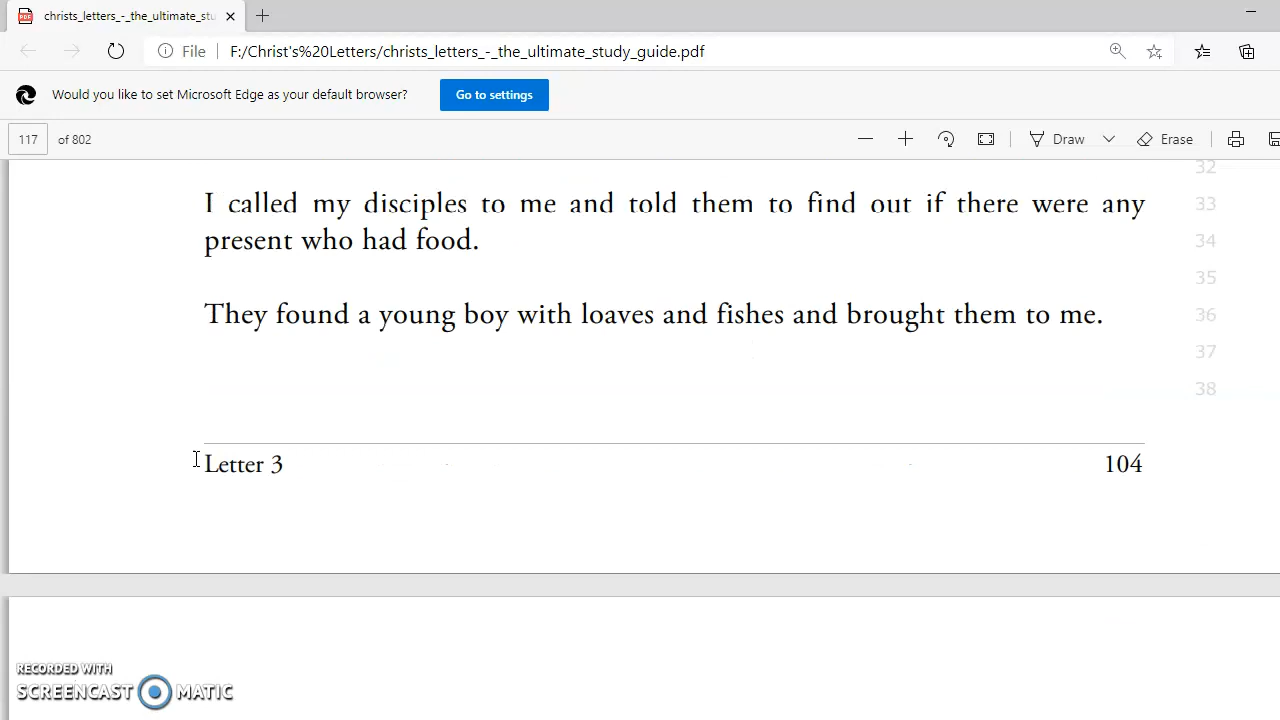 christs_letters_-_the_ultimate_stu
File F:/Christ's%20Letters/christs_letters_-_the_ultimate_study_guide.pdf
Would you like to set Microsoft Edge as your default browser? Go to settings
117 of 802 Draw Erase
32
I called my disciples to me and told them to find out if there were any 33
present who had food. 34
35
They found a young boy with loaves and fishes and brought them to me. 36
37
38
Letter 3 104
RECORDED WITH
SCREENCAST MATIC